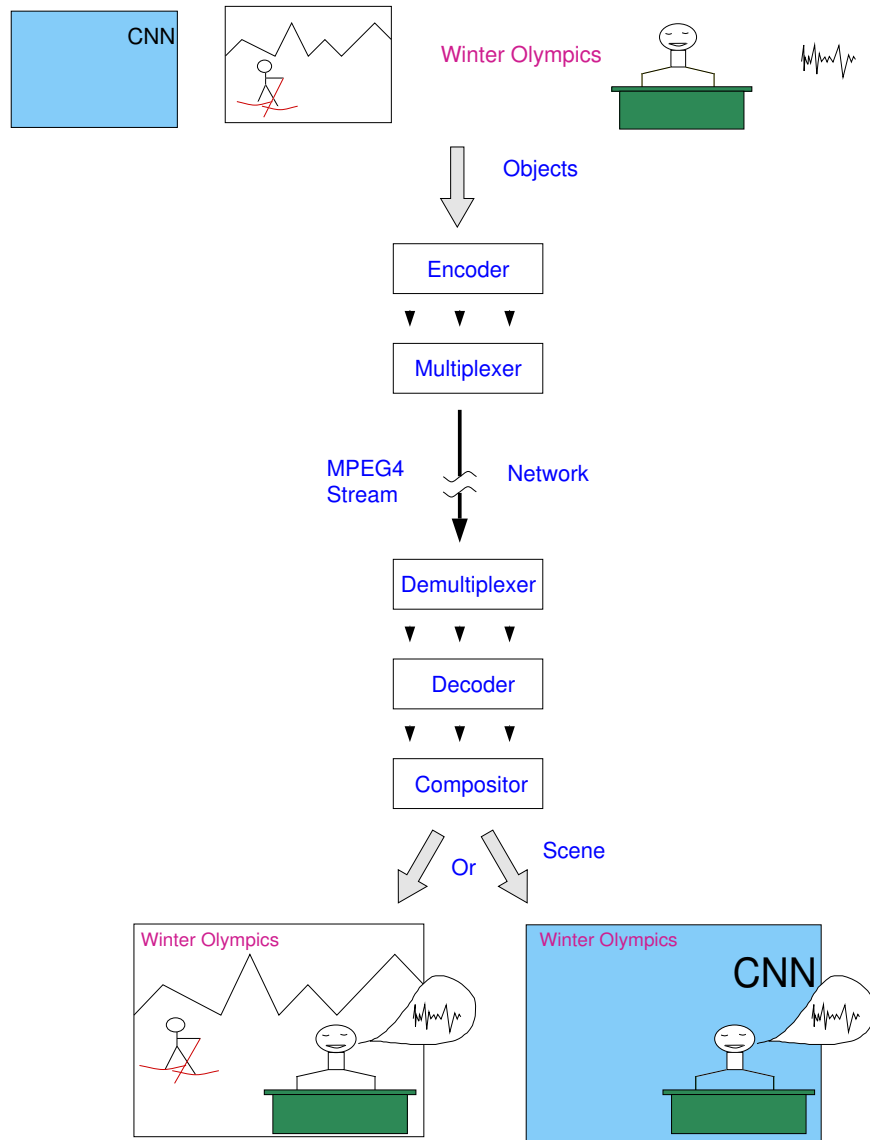 CNN
Winter Olympics
Objects
Encoder
Multiplexer
MPEG4
Stream
Network
Demultiplexer
Decoder
Compositor
Or
Scene
Winter Olympics
Winter Olympics
CNN